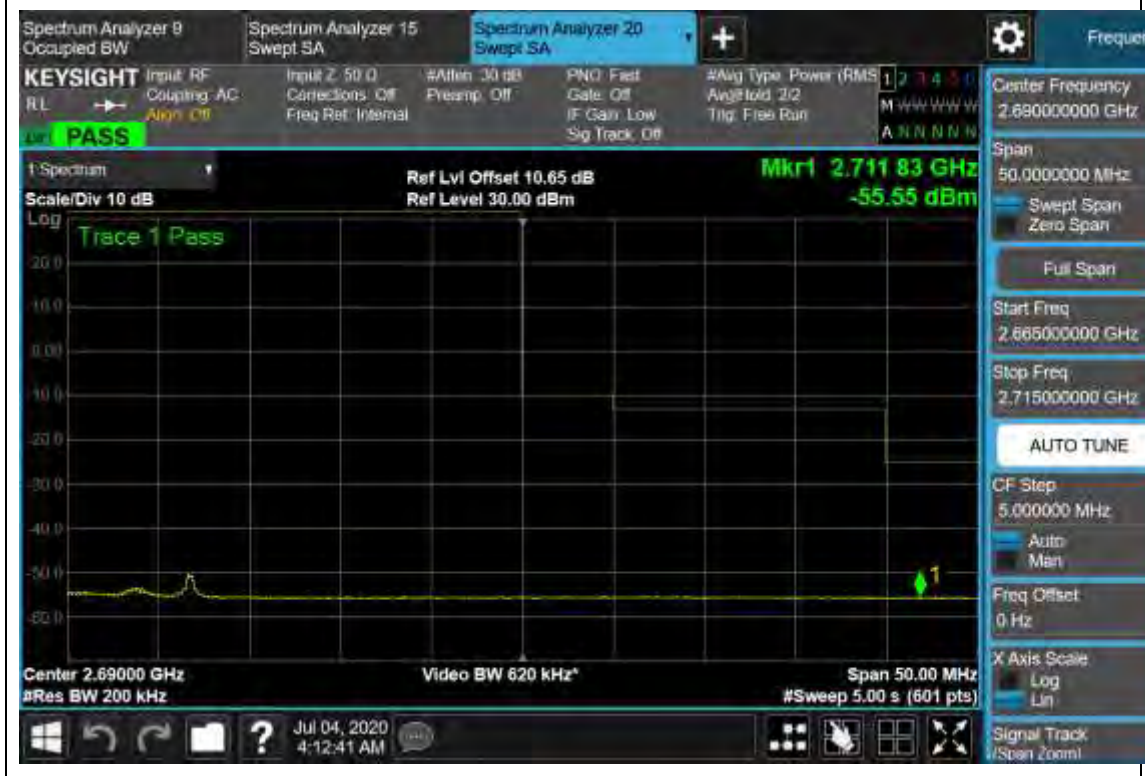 Spectrum Analyzer 9
Occupied BW
Spectrum Analyzer 15
Swept SA
Spectrum Analyzer 20
Swept SA
Frequen
KEYSIGHT
RL
Input: RF
Coupling: AC
Align: Off
Input Z: 50 Ω
Corrections: Off
Freq Ref: Internal
#Atten: 30 dB
Preamp: Off
PNO: Fast
Gate: Off
IF Gain: Low
Sig Track: Off
#Avg Type: Power (RMS
Avg|Hold: 2/2
Trig: Free Run
1 2 3 4 5 6
M W W W W W
A N N N N N
PASS
1 Spectrum
Scale/Div 10 dB
Ref Lvl Offset 10.65 dB
Ref Level 30.00 dBm
Mkr1 2.711 83 GHz
-55.55 dBm
Log
Trace 1 Pass
20.0
10.0
0.00
-10.0
-20.0
-30.0
-40.0
-50.0
-60.0
1
Center 2.69000 GHz
#Res BW 200 kHz
Video BW 620 kHz*
Span 50.00 MHz
#Sweep 5.00 s (601 pts)
Center Frequency
2.690000000 GHz
Span
50.0000000 MHz
Swept Span
Zero Span
Full Span
Start Freq
2.665000000 GHz
Stop Freq
2.715000000 GHz
AUTO TUNE
CF Step
5.000000 MHz
Auto
Man
Freq Offset
0 Hz
X Axis Scale
Log
Lin
Signal Track
(Span Zoom)
?
Jul 04, 2020
4:12:41 AM